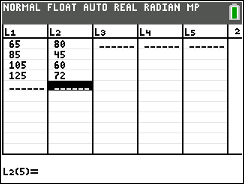 NORMAL FLOAT AUTO REAL RADIAN MP
L1 L2 L3 L4 L5 2
65 80 ------ ------ ------
85 45
105 60
125 72
------ ------
L2(5)=